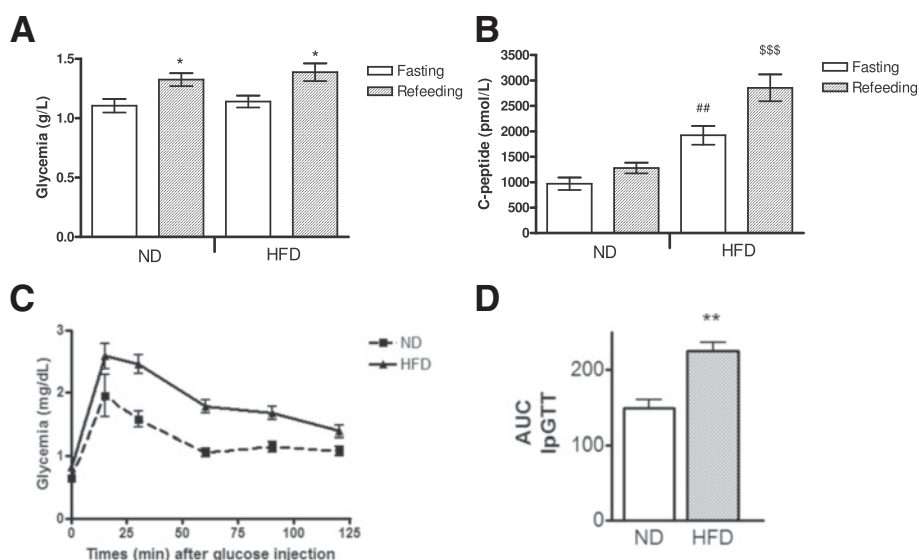 A
Glycemia (g/L)
1.5
1.0
0.5
0.0
*
*
ND
HFD
Fasting
Refeeding
B
C-peptide (pmol/L)
3500
3000
2500
2000
1500
1000
500
0
##
$$$
ND
HFD
Fasting
Refeeding
C
Glycemia (mg/dL)
3
2
1
0
0
25
50
75
100
125
Times (min) after glucose injection
ND
HFD
D
AUC
IpGTT
200
100
0
**
ND
HFD